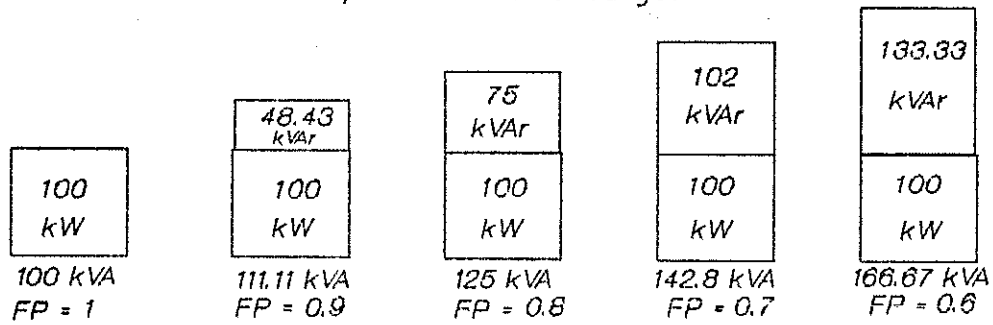 100
kW
100 kVA
FP = 1
48.43
kVAr
100
kW
111.11 kVA
FP = 0.9
75
kVAr
100
kW
125 kVA
FP = 0.8
102
kVAr
100
kW
142.8 kVA
FP = 0.7
133.33
kVAr
100
kW
166.67 kVA
FP = 0.6